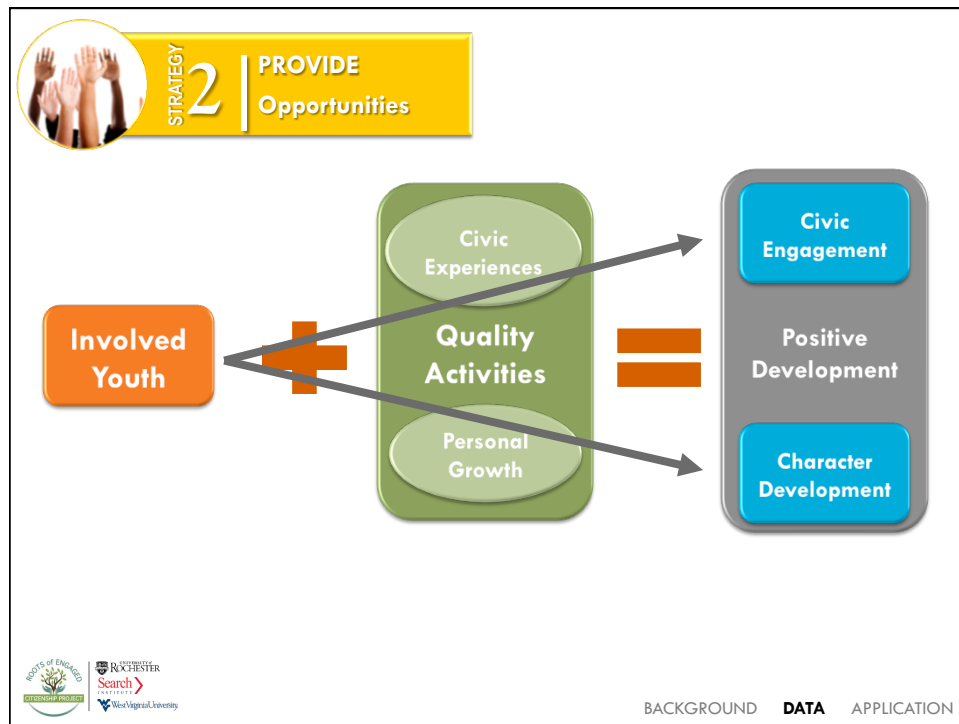 STRATEGY
2
PROVIDE
Opportunities
Civic
Experiences
Civic
Engagement
Involved
Youth
Quality
Activities
Positive
Development
Personal
Growth
Character
Development
ROOTS of ENGAGED
CITIZENSHIP PROJECT
UNIVERSITY of
ROCHESTER
Search
INSTITUTE
WestVirginiaUniversity.
BACKGROUND DATA APPLICATION